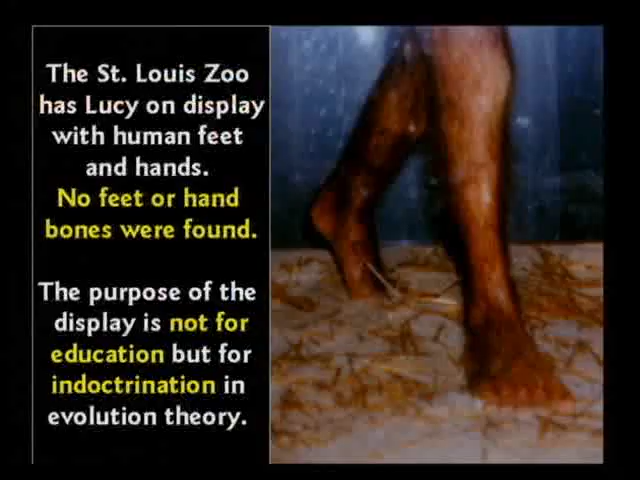 The St. Louis Zoo
has Lucy on display
with human feet
and hands.
No feet or hand
bones were found.
The purpose of the
display is not for
education but for
indoctrination in
evolution theory.